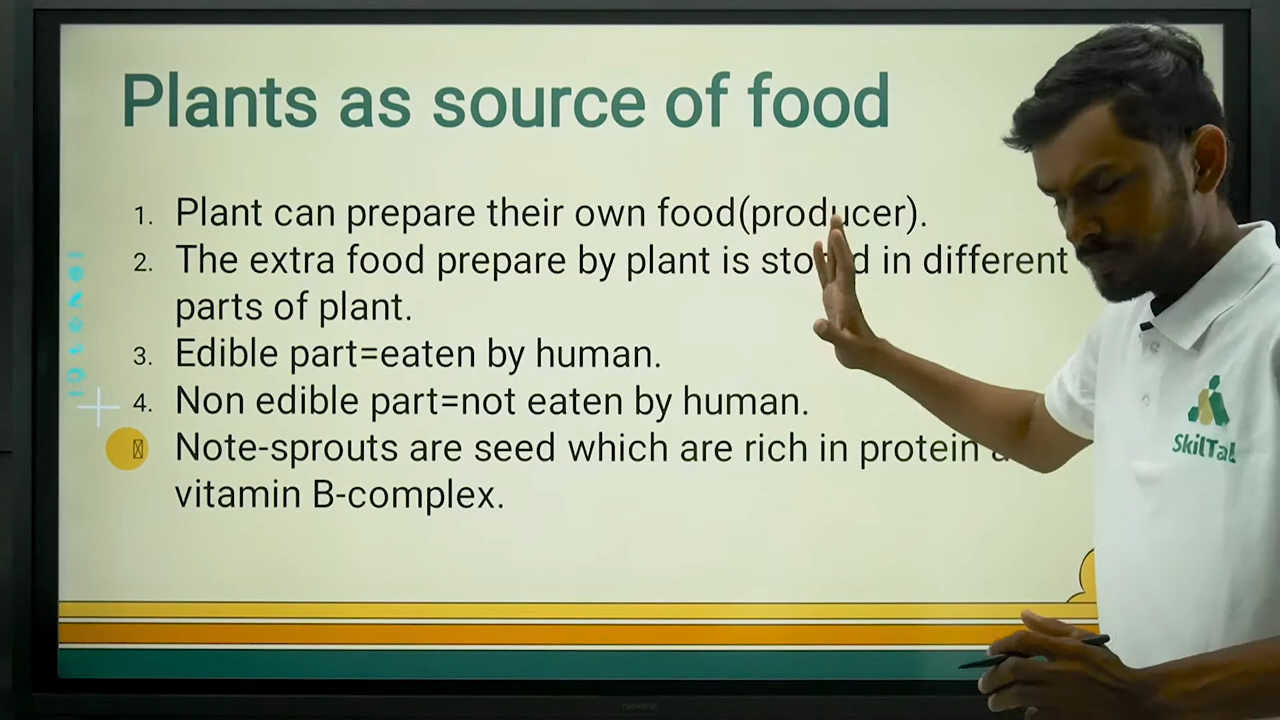 Plants as source of food
1. Plant can prepare their own food(producer).
2. The extra food prepare by plant is stored in different
parts of plant.
3. Edible part=eaten by human.
4. Non edible part=not eaten by human.
Note-sprouts are seed which are rich in protein
vitamin B-complex.
SkilTal